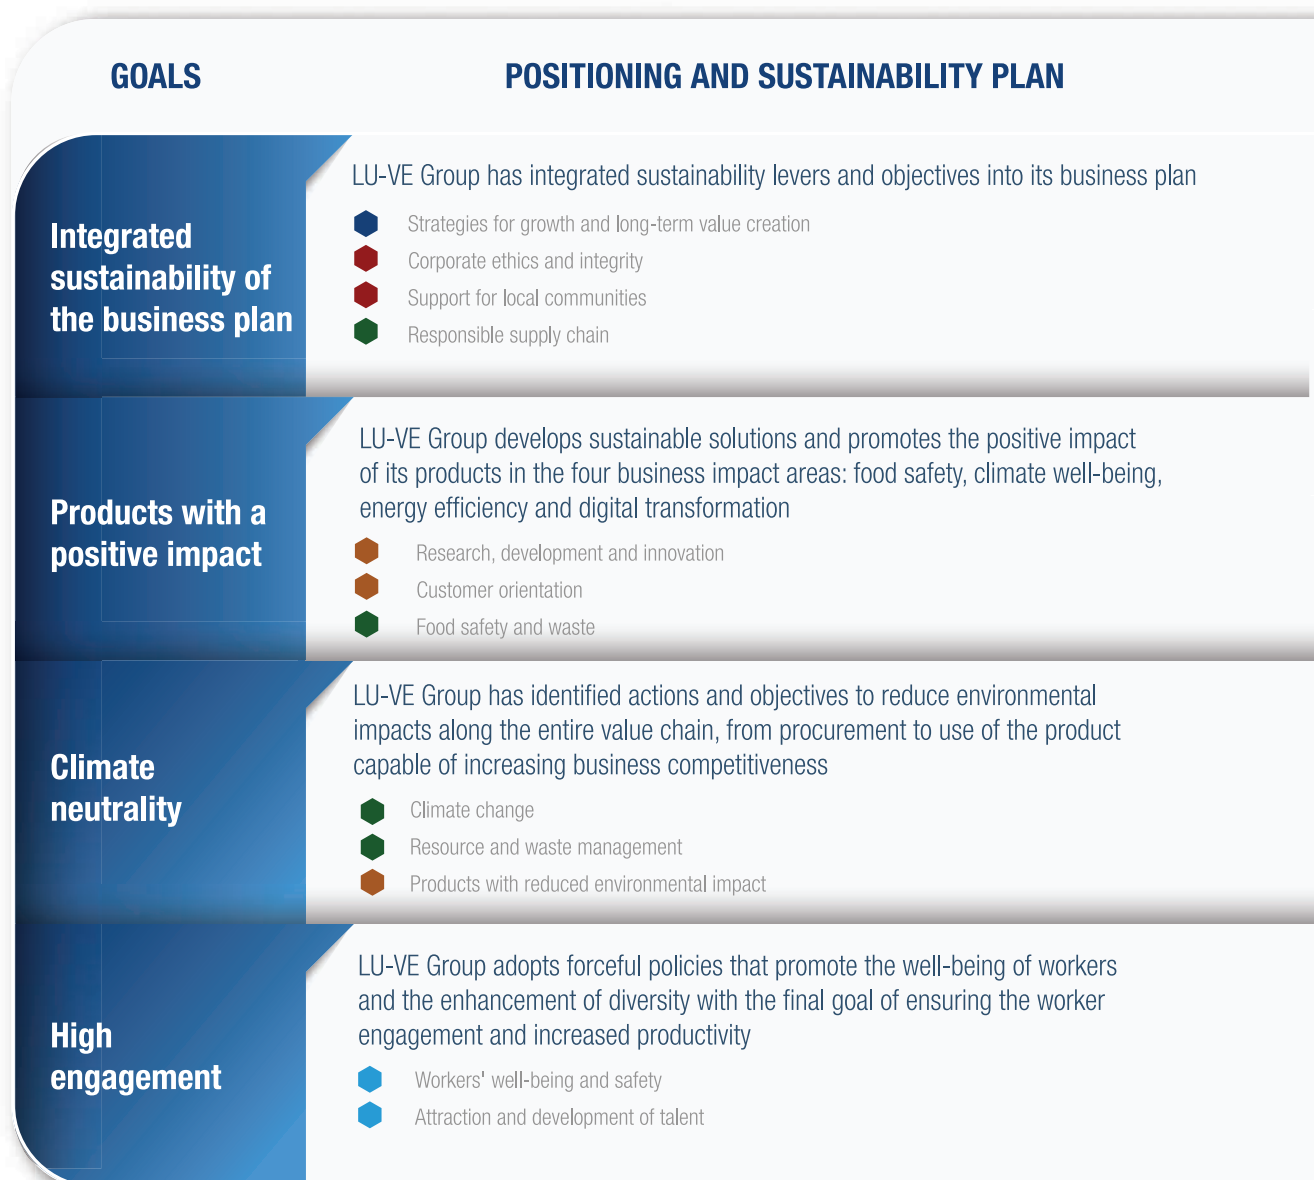 GOALS
POSITIONING AND SUSTAINABILITY PLAN
Integrated
sustainability of
the business plan
LU-VE Group has integrated sustainability levers and objectives into its business plan
Strategies for growth and long-term value creation
Corporate ethics and integrity
Support for local communities
Responsible supply chain
Products with a
positive impact
LU-VE Group develops sustainable solutions and promotes the positive impact
of its products in the four business impact areas: food safety, climate well-being,
energy efficiency and digital transformation
Research, development and innovation
Customer orientation
Food safety and waste
Climate
neutrality
LU-VE Group has identified actions and objectives to reduce environmental
impacts along the entire value chain, from procurement to use of the product
capable of increasing business competitiveness
Climate change
Resource and waste management
Products with reduced environmental impact
High
engagement
LU-VE Group adopts forceful policies that promote the well-being of workers
and the enhancement of diversity with the final goal of ensuring the worker
engagement and increased productivity
Workers' well-being and safety
Attraction and development of talent